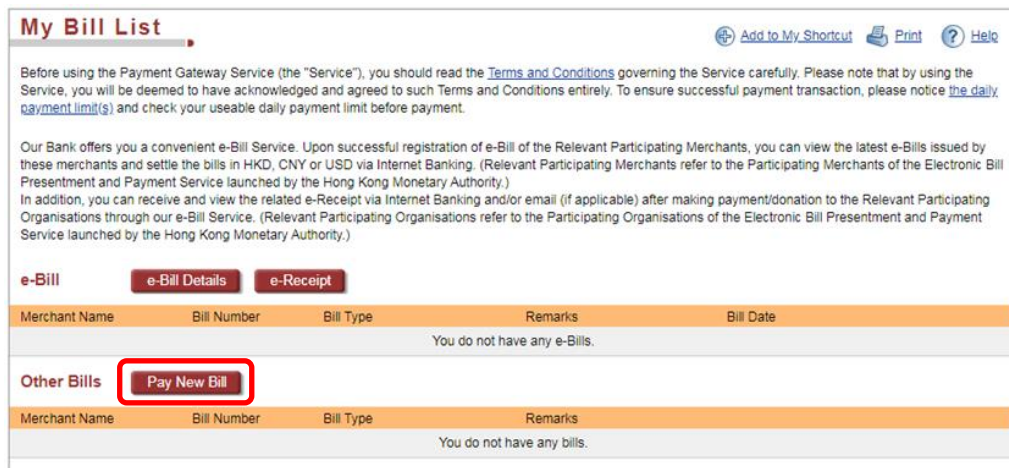 My Bill List
Add to My Shortcut Print ? Help
Before using the Payment Gateway Service (the "Service"), you should read the Terms and Conditions governing the Service carefully. Please note that by using the
Service, you will be deemed to have acknowledged and agreed to such Terms and Conditions entirely. To ensure successful payment transaction, please notice the daily
payment limit(s) and check your useable daily payment limit before payment.
Our Bank offers you a convenient e-Bill Service. Upon successful registration of e-Bill of the Relevant Participating Merchants, you can view the latest e-Bills issued by
these merchants and settle the bills in HKD, CNY or USD via Internet Banking. (Relevant Participating Merchants refer to the Participating Merchants of the Electronic Bill
Presentment and Payment Service launched by the Hong Kong Monetary Authority.)
In addition, you can receive and view the related e-Receipt via Internet Banking and/or email (if applicable) after making payment/donation to the Relevant Participating
Organisations through our e-Bill Service. (Relevant Participating Organisations refer to the Participating Organisations of the Electronic Bill Presentment and Payment
Service launched by the Hong Kong Monetary Authority.)
e-Bill e-Bill Details e-Receipt
Merchant Name Bill Number Bill Type Remarks Bill Date
You do not have any e-Bills.
Other Bills Pay New Bill
Merchant Name Bill Number Bill Type Remarks
You do not have any bills.